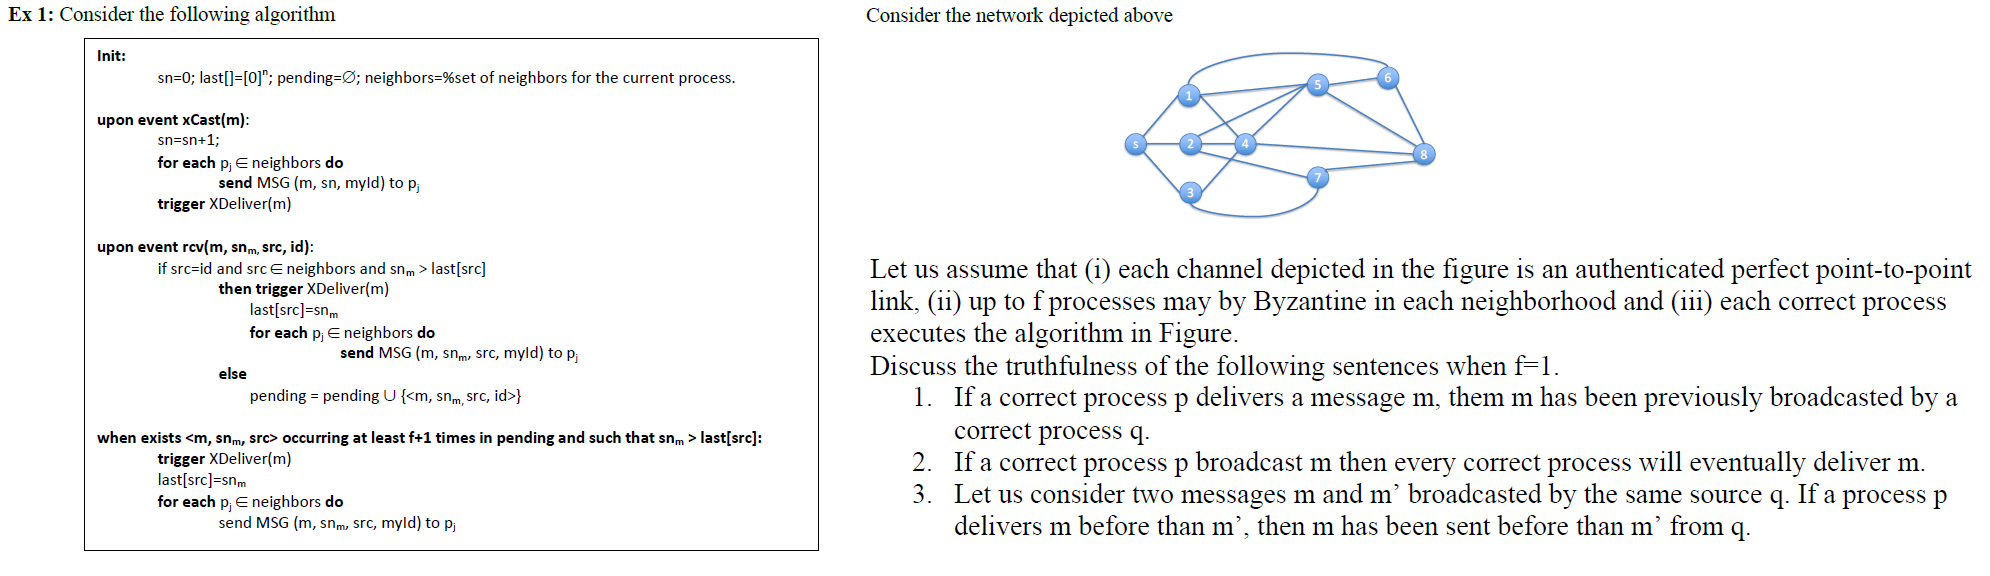 Ex 1: Consider the following algorithm
Init:
sn=0; last[]=[0]ⁿ; pending=∅; neighbors=%set of neighbors for the current process.
upon event xCast(m):
sn=sn+1;
for each pⱼ ∈ neighbors do
send MSG (m, sn, myId) to pⱼ
trigger XDeliver(m)
upon event rcv(m, snₘ, src, id):
if src=id and src ∈ neighbors and snₘ > last[src]
then trigger XDeliver(m)
last[src]=snₘ
for each pⱼ ∈ neighbors do
send MSG (m, snₘ, src, myId) to pⱼ
else
pending = pending ∪ {<m, snₘ, src, id>}
when exists <m, snₘ, src> occurring at least f+1 times in pending and such that snₘ > last[src]:
trigger XDeliver(m)
last[src]=snₘ
for each pⱼ ∈ neighbors do
send MSG (m, snₘ, src, myId) to pⱼ
Consider the network depicted above
1
5
6
s
2
4
8
3
7
Let us assume that (i) each channel depicted in the figure is an authenticated perfect point-to-point
link, (ii) up to f processes may by Byzantine in each neighborhood and (iii) each correct process
executes the algorithm in Figure.
Discuss the truthfulness of the following sentences when f=1.
1. If a correct process p delivers a message m, them m has been previously broadcasted by a
correct process q.
2. If a correct process p broadcast m then every correct process will eventually deliver m.
3. Let us consider two messages m and m’ broadcasted by the same source q. If a process p
delivers m before than m’, then m has been sent before than m’ from q.